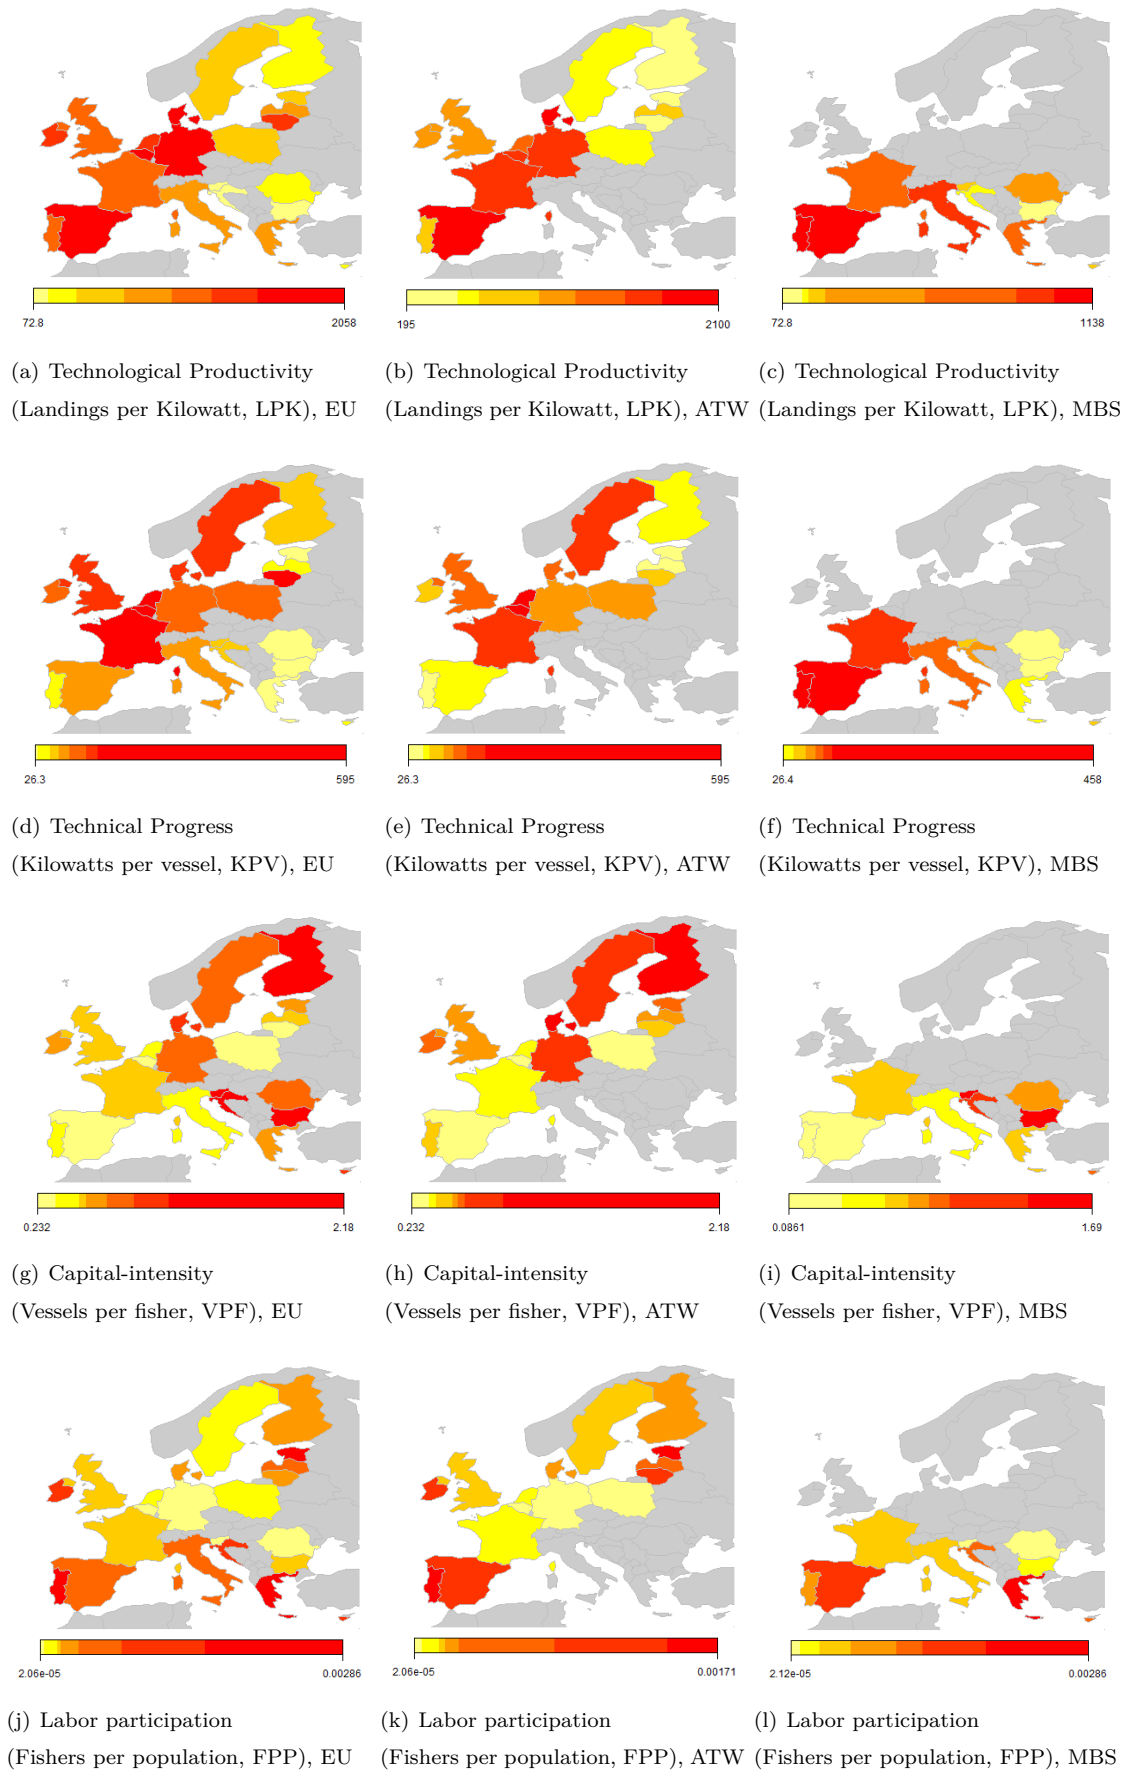 72.8 2058 195 2100 72.8 1138
(a) Technological Productivity (b) Technological Productivity (c) Technological Productivity
(Landings per Kilowatt, LPK), EU (Landings per Kilowatt, LPK), ATW (Landings per Kilowatt, LPK), MBS
26.3 595 26.3 595 26.4 458
(d) Technical Progress (e) Technical Progress (f) Technical Progress
(Kilowatts per vessel, KPV), EU (Kilowatts per vessel, KPV), ATW (Kilowatts per vessel, KPV), MBS
0.232 2.18 0.232 2.18 0.0861 1.69
(g) Capital-intensity (h) Capital-intensity (i) Capital-intensity
(Vessels per fisher, VPF), EU (Vessels per fisher, VPF), ATW (Vessels per fisher, VPF), MBS
2.06e-05 0.00286 2.06e-05 0.00171 2.12e-05 0.00286
(j) Labor participation (k) Labor participation (l) Labor participation
(Fishers per population, FPP), EU (Fishers per population, FPP), ATW (Fishers per population, FPP), MBS